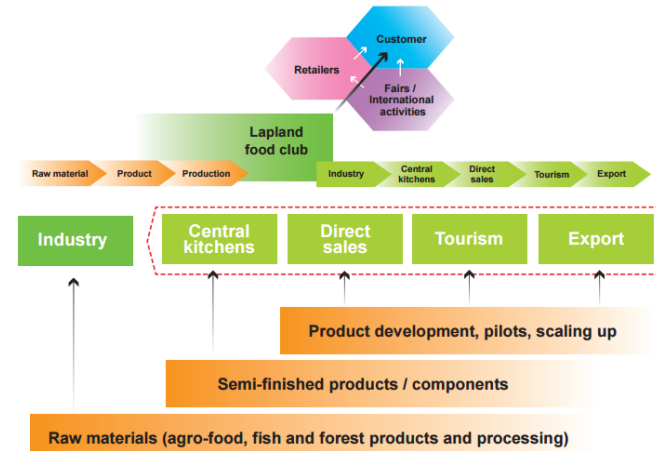 Customer
Retailers
Fairs /
International
activities
Lapland
food club
Raw material
Product
Production
Industry
Central
kitchens
Direct
sales
Tourism
Export
Industry
Central
kitchens
Direct
sales
Tourism
Export
Product development, pilots, scaling up
Semi-finished products / components
Raw materials (agro-food, fish and forest products and processing)